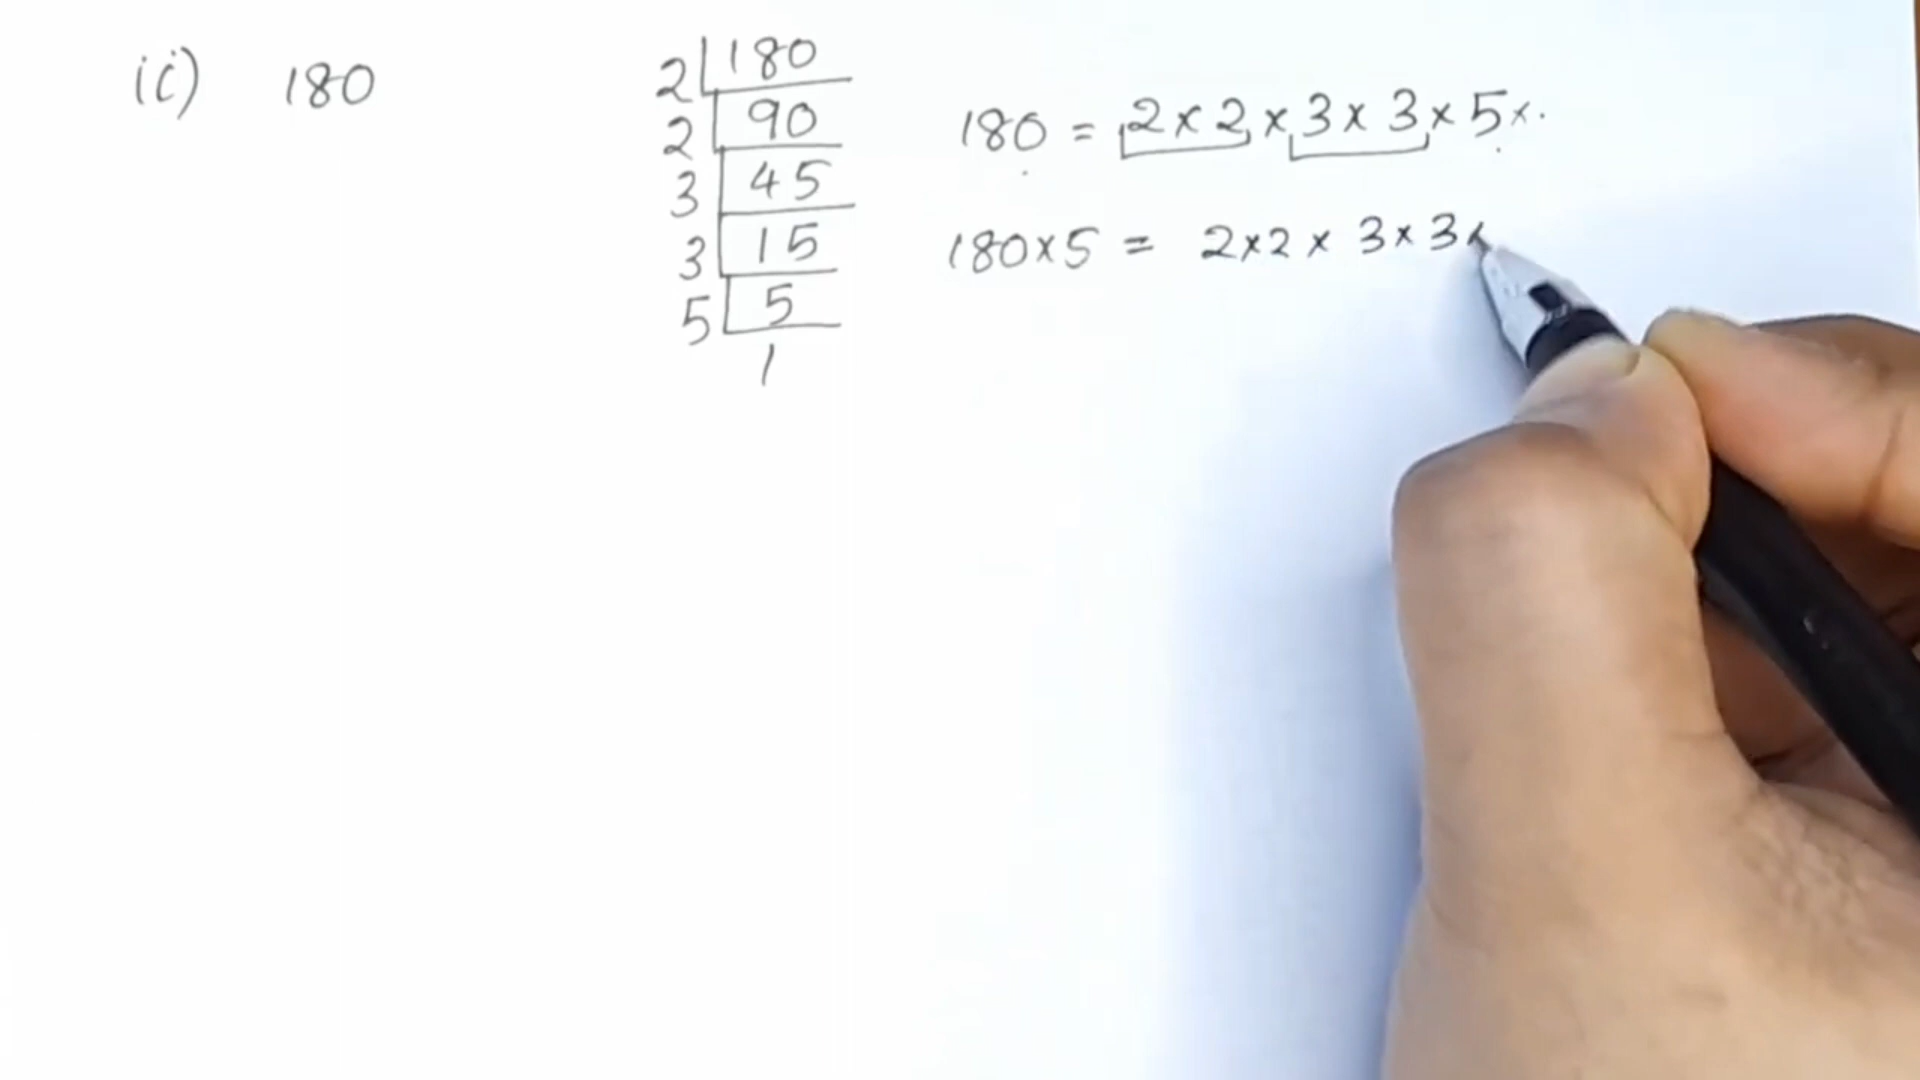 (ii) 180
2 180
2 90
3 45
3 15
5 5
1
180 = 2 × 2 × 3 × 3 × 5 × .
180 × 5 = 2 × 2 × 3 × 3 ×